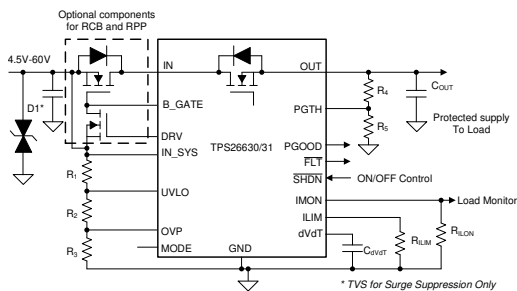 Optional components
for RCB and RPP
4.5V-60V
IN
OUT
D1*
R4
COUT
B_GATE
PGTH
R5
Protected supply
To Load
DRV
TPS26630/31
PGOOD
IN_SYS
FLT
R1
SHDN
ON/OFF Control
UVLO
IMON
Load Monitor
R2
ILIM
OVP
dVdT
RILIM
RILON
R3
MODE
GND
CdVdT
* TVS for Surge Suppression Only